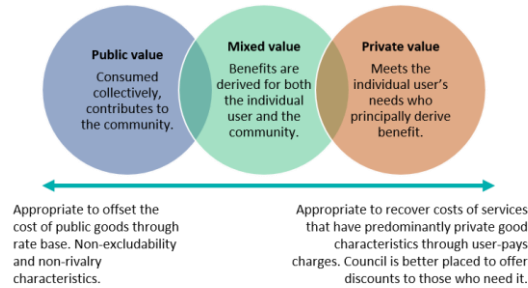 Public value
Consumed
collectively,
contributes to
the community.
Mixed value
Benefits are
derived for both
the individual
user and the
community.
Private value
Meets the
individual user's
needs who
principally derive
benefit.
Appropriate to offset the
cost of public goods through
rate base. Non-excludability
and non-rivalry
characteristics.
Appropriate to recover costs of services
that have predominantly private good
characteristics through user-pays
charges. Council is better placed to offer
discounts to those who need it.